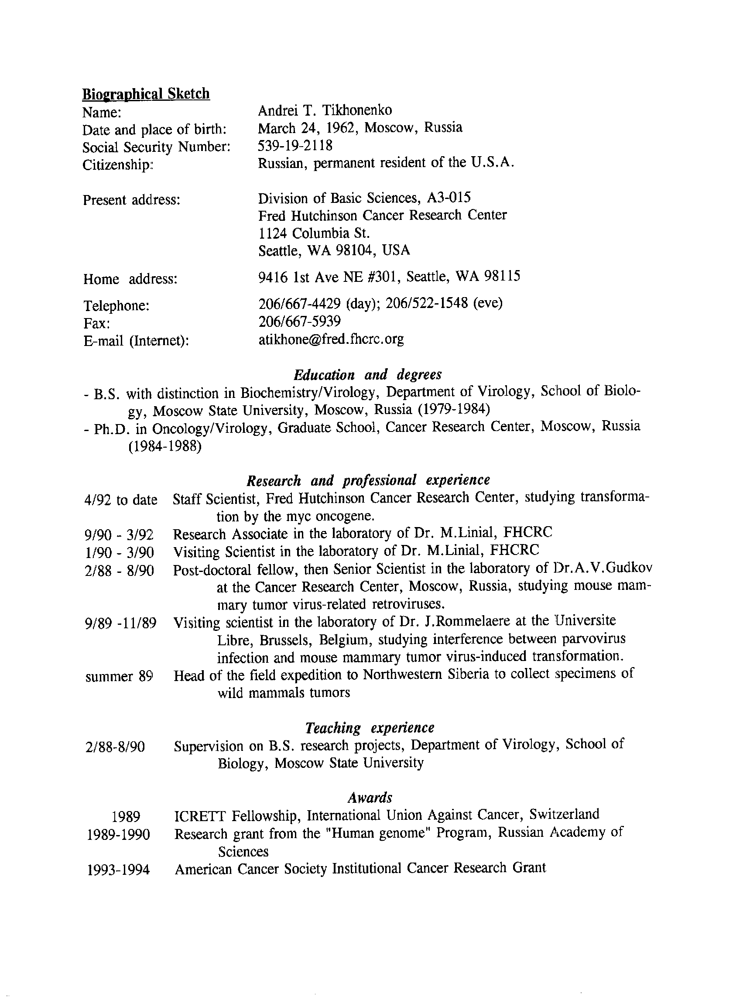 Biographical Sketch
Name: Andrei T. Tikhonenko
Date and place of birth: March 24, 1962, Moscow, Russia
Social Security Number: 539-19-2118
Citizenship: Russian, permanent resident of the U.S.A.
Present address: Division of Basic Sciences, A3-015
Fred Hutchinson Cancer Research Center
1124 Columbia St.
Seattle, WA 98104, USA
Home address: 9416 1st Ave NE #301, Seattle, WA 98115
Telephone: 206/667-4429 (day); 206/522-1548 (eve)
Fax: 206/667-5939
E-mail (Internet): atikhone@fred.fhcrc.org
Education and degrees
- B.S. with distinction in Biochemistry/Virology, Department of Virology, School of Biolo-
gy, Moscow State University, Moscow, Russia (1979-1984)
- Ph.D. in Oncology/Virology, Graduate School, Cancer Research Center, Moscow, Russia
(1984-1988)
Research and professional experience
4/92 to date Staff Scientist, Fred Hutchinson Cancer Research Center, studying transforma-
tion by the myc oncogene.
9/90 - 3/92 Research Associate in the laboratory of Dr. M.Linial, FHCRC
1/90 - 3/90 Visiting Scientist in the laboratory of Dr. M.Linial, FHCRC
2/88 - 8/90 Post-doctoral fellow, then Senior Scientist in the laboratory of Dr.A.V.Gudkov
at the Cancer Research Center, Moscow, Russia, studying mouse mam-
mary tumor virus-related retroviruses.
9/89 -11/89 Visiting scientist in the laboratory of Dr. J.Rommelaere at the Universite
Libre, Brussels, Belgium, studying interference between parvovirus
infection and mouse mammary tumor virus-induced transformation.
summer 89 Head of the field expedition to Northwestern Siberia to collect specimens of
wild mammals tumors
Teaching experience
2/88-8/90 Supervision on B.S. research projects, Department of Virology, School of
Biology, Moscow State University
Awards
1989 ICRETT Fellowship, International Union Against Cancer, Switzerland
1989-1990 Research grant from the "Human genome" Program, Russian Academy of
Sciences
1993-1994 American Cancer Society Institutional Cancer Research Grant